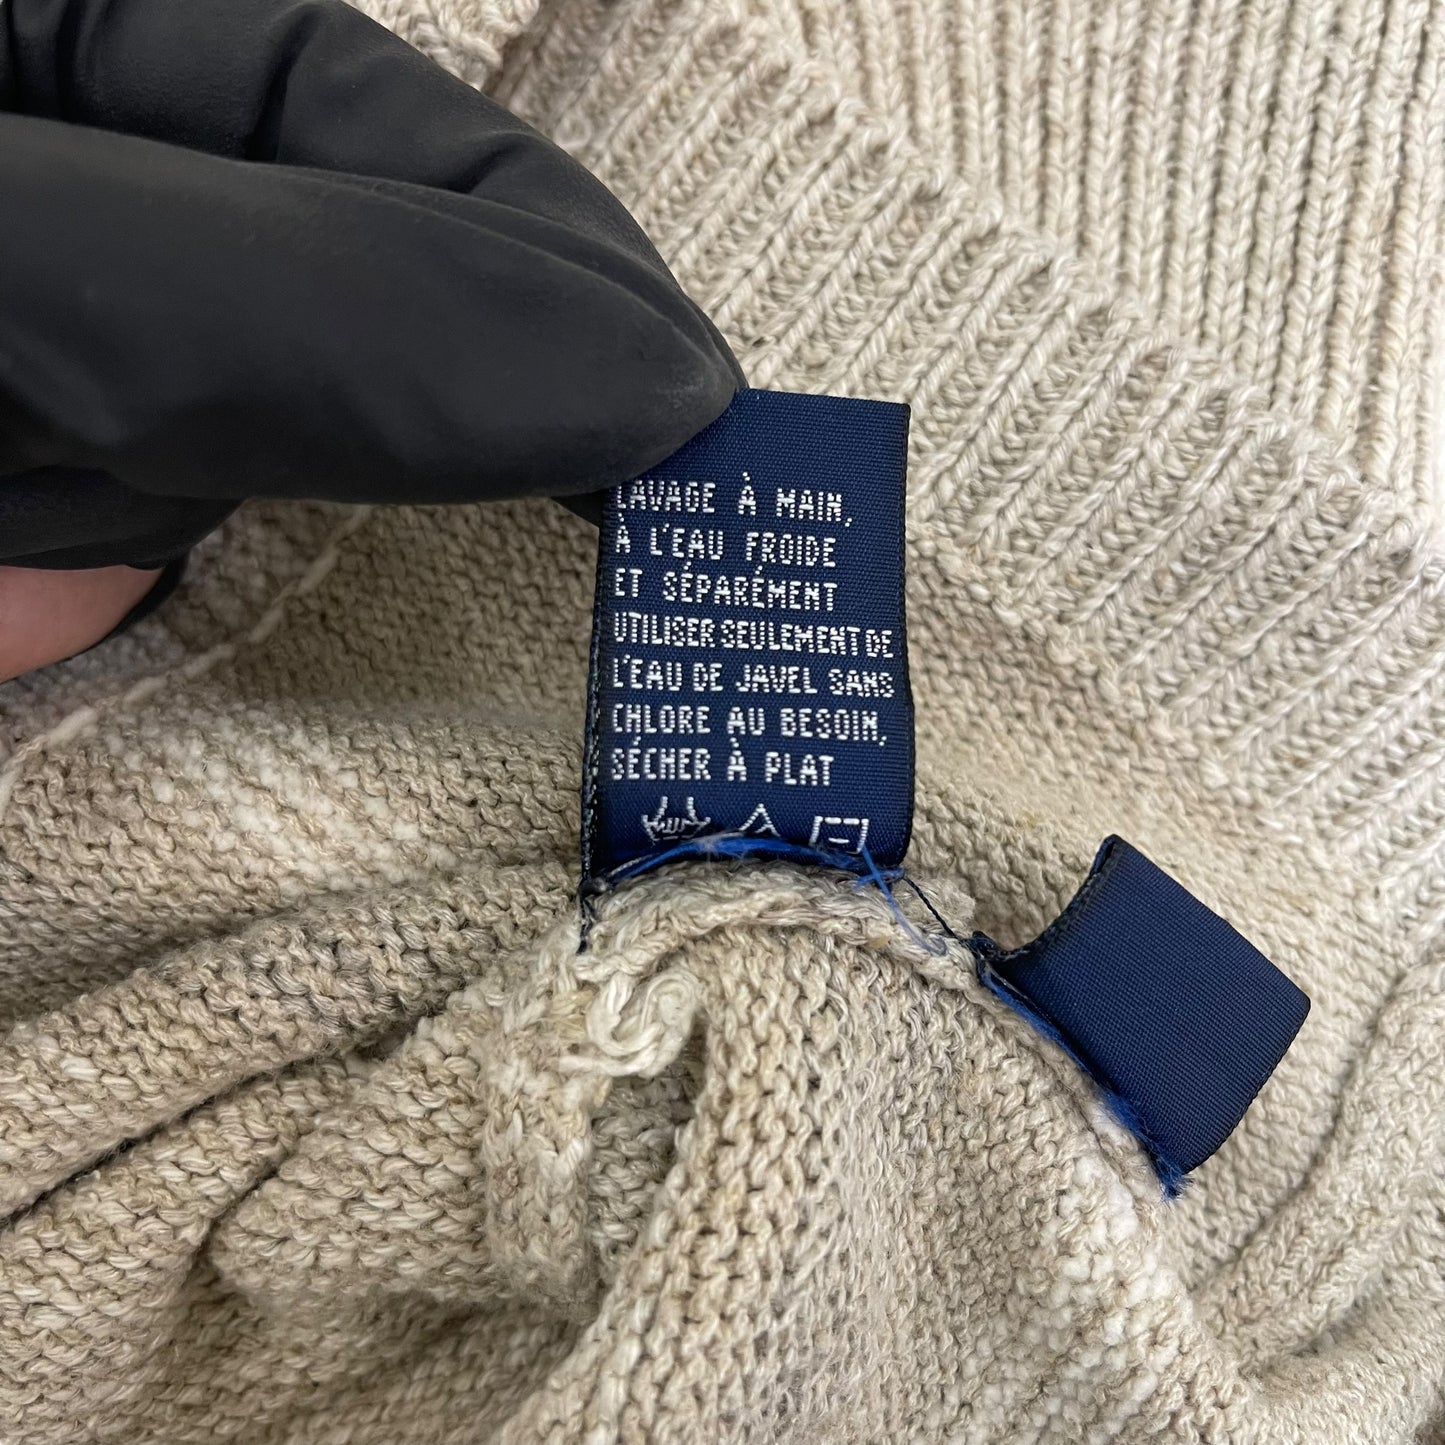 LAVAGE À MAIN,
À L'EAU FROIDE
ET SÉPARÉMENT
UTILISER SEULEMENT DE
L'EAU DE JAVEL SANS
CHLORE AU BESOIN,
SÉCHER À PLAT